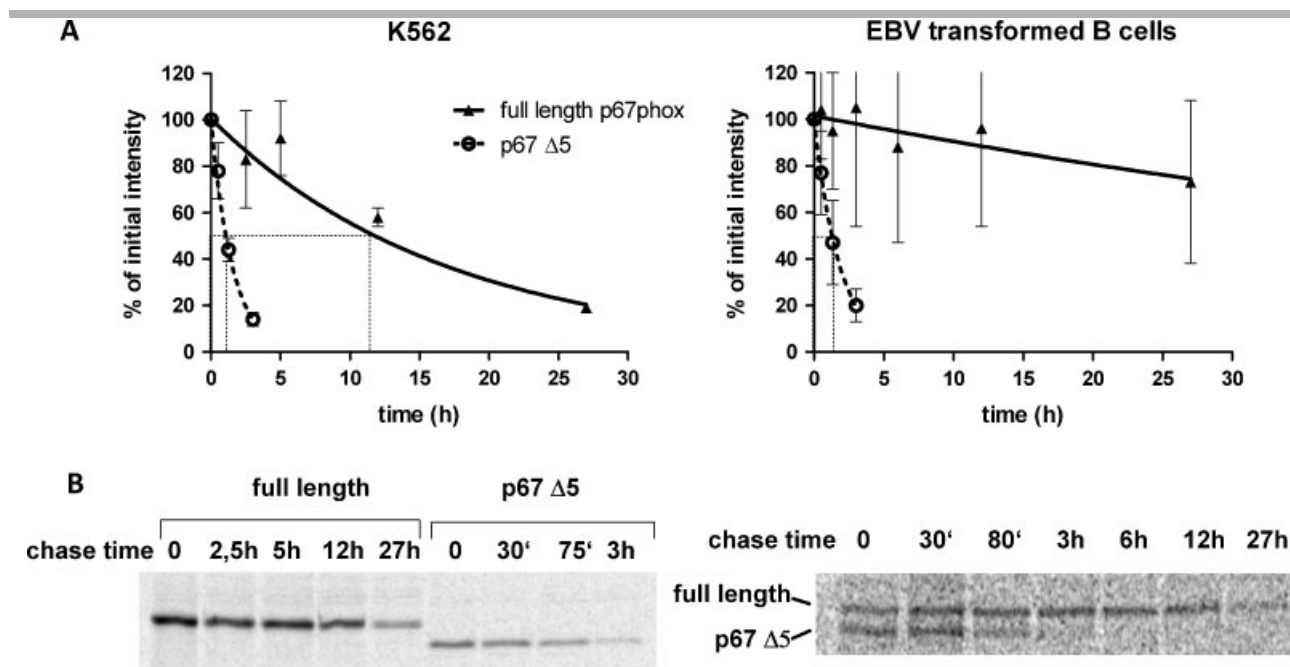 A
K562
EBV transformed B cells
% of initial intensity
120
100
80
60
40
20
0
full length p67phox
p67 Δ5
0 5 10 15 20 25 30
time (h)
% of initial intensity
120
100
80
60
40
20
0
0 5 10 15 20 25 30
time (h)
B
full length p67 Δ5
chase time 0 2,5h 5h 12h 27h 0 30‘ 75‘ 3h
chase time 0 30‘ 80‘ 3h 6h 12h 27h
full length
p67 Δ5